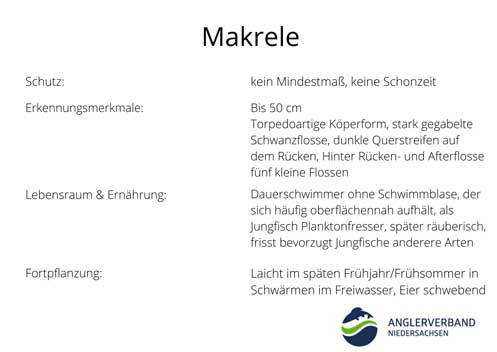 Makrele
Schutz: kein Mindestmaß, keine Schonzeit
Erkennungsmerkmale: Bis 50 cm
Torpedoartige Köperform, stark gegabelte
Schwanzflosse, dunkle Querstreifen auf
dem Rücken, Hinter Rücken- und Afterflosse
fünf kleine Flossen
Lebensraum & Ernährung: Dauerschwimmer ohne Schwimmblase, der
sich häufig oberflächennah aufhält, als
Jungfisch Planktonfresser, später räuberisch,
frisst bevorzugt Jungfische anderere Arten
Fortpflanzung: Laicht im späten Frühjahr/Frühsommer in
Schwärmen im Freiwasser, Eier schwebend
ANGLERVERBAND
NIEDERSACHSEN